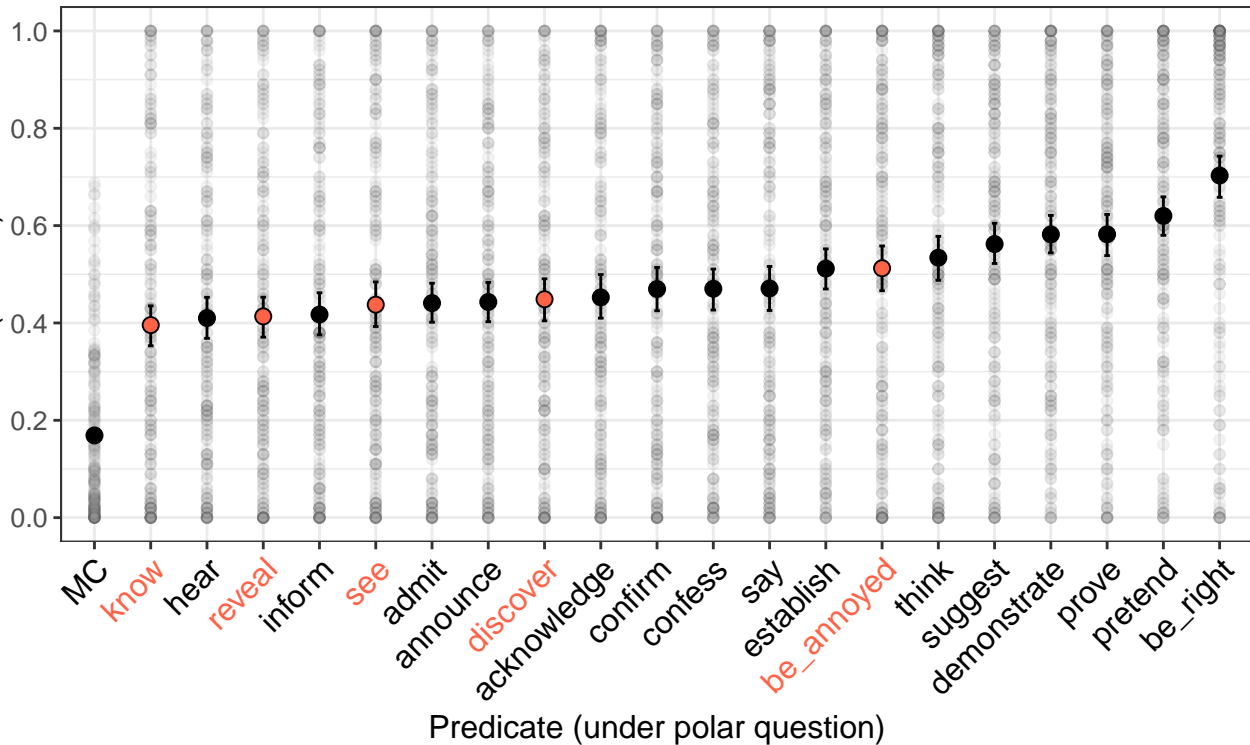 1.0
0.8
0.6
0.4
0.2
0.0
MC
know
hear
reveal
inform
see
admit
announce
discover
acknowledge
confirm
confess
say
establish
be_annoyed
think
suggest
demonstrate
prove
pretend
be_right
Predicate (under polar question)